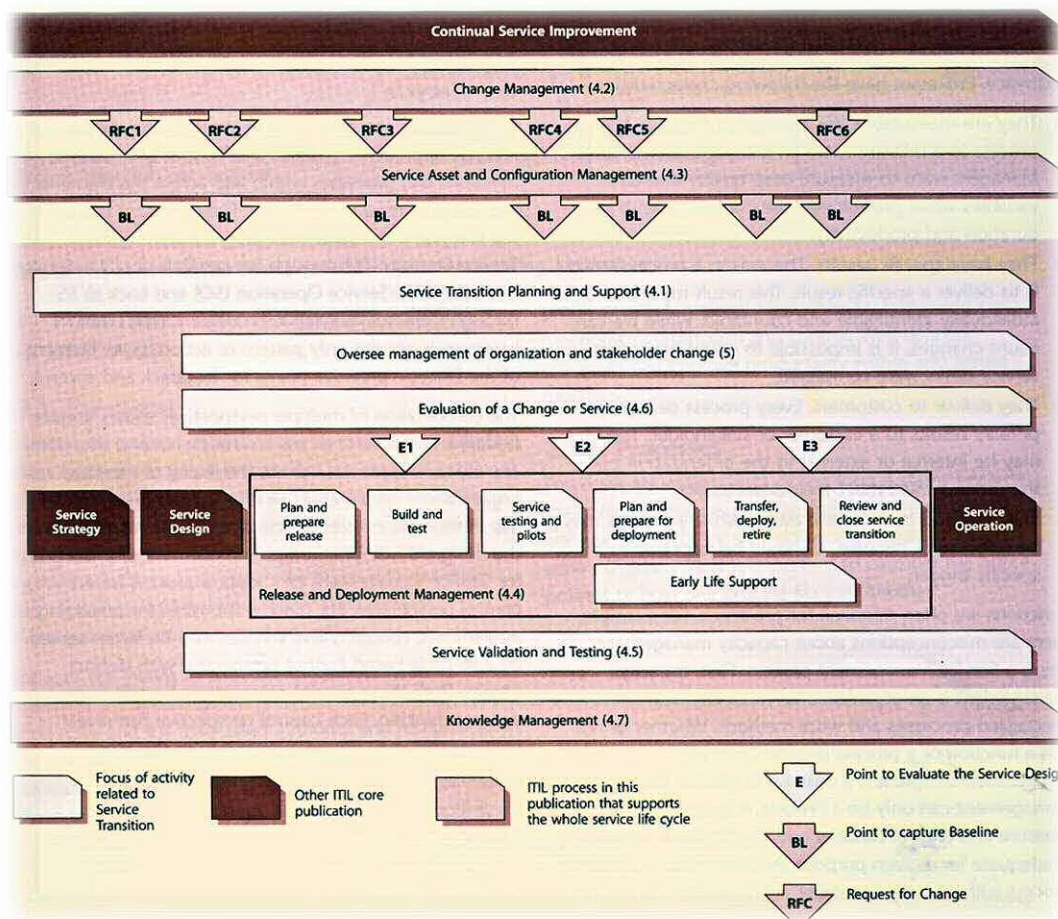 Continual Service Improvement
Change Management (4.2)
RFC1 RFC2 RFC3 RFC4 RFC5 RFC6
Service Asset and Configuration Management (4.3)
BL BL BL BL BL BL BL
Service Transition Planning and Support (4.1)
Oversee management of organization and stakeholder change (5)
Evaluation of a Change or Service (4.6)
E1 E2 E3
Service
Strategy
Service
Design
Plan and
prepare
release
Build and
test
Service
testing and
pilots
Plan and
prepare for
deployment
Transfer,
deploy,
retire
Review and
close service
transition
Service
Operation
Early Life Support
Release and Deployment Management (4.4)
Service Validation and Testing (4.5)
Knowledge Management (4.7)
Focus of activity
related to
Service
Transition
Other ITIL core
publication
ITIL process in this
publication that supports
the whole service life cycle
E
Point to Evaluate the Service Design
BL
Point to capture Baseline
RFC
Request for Change